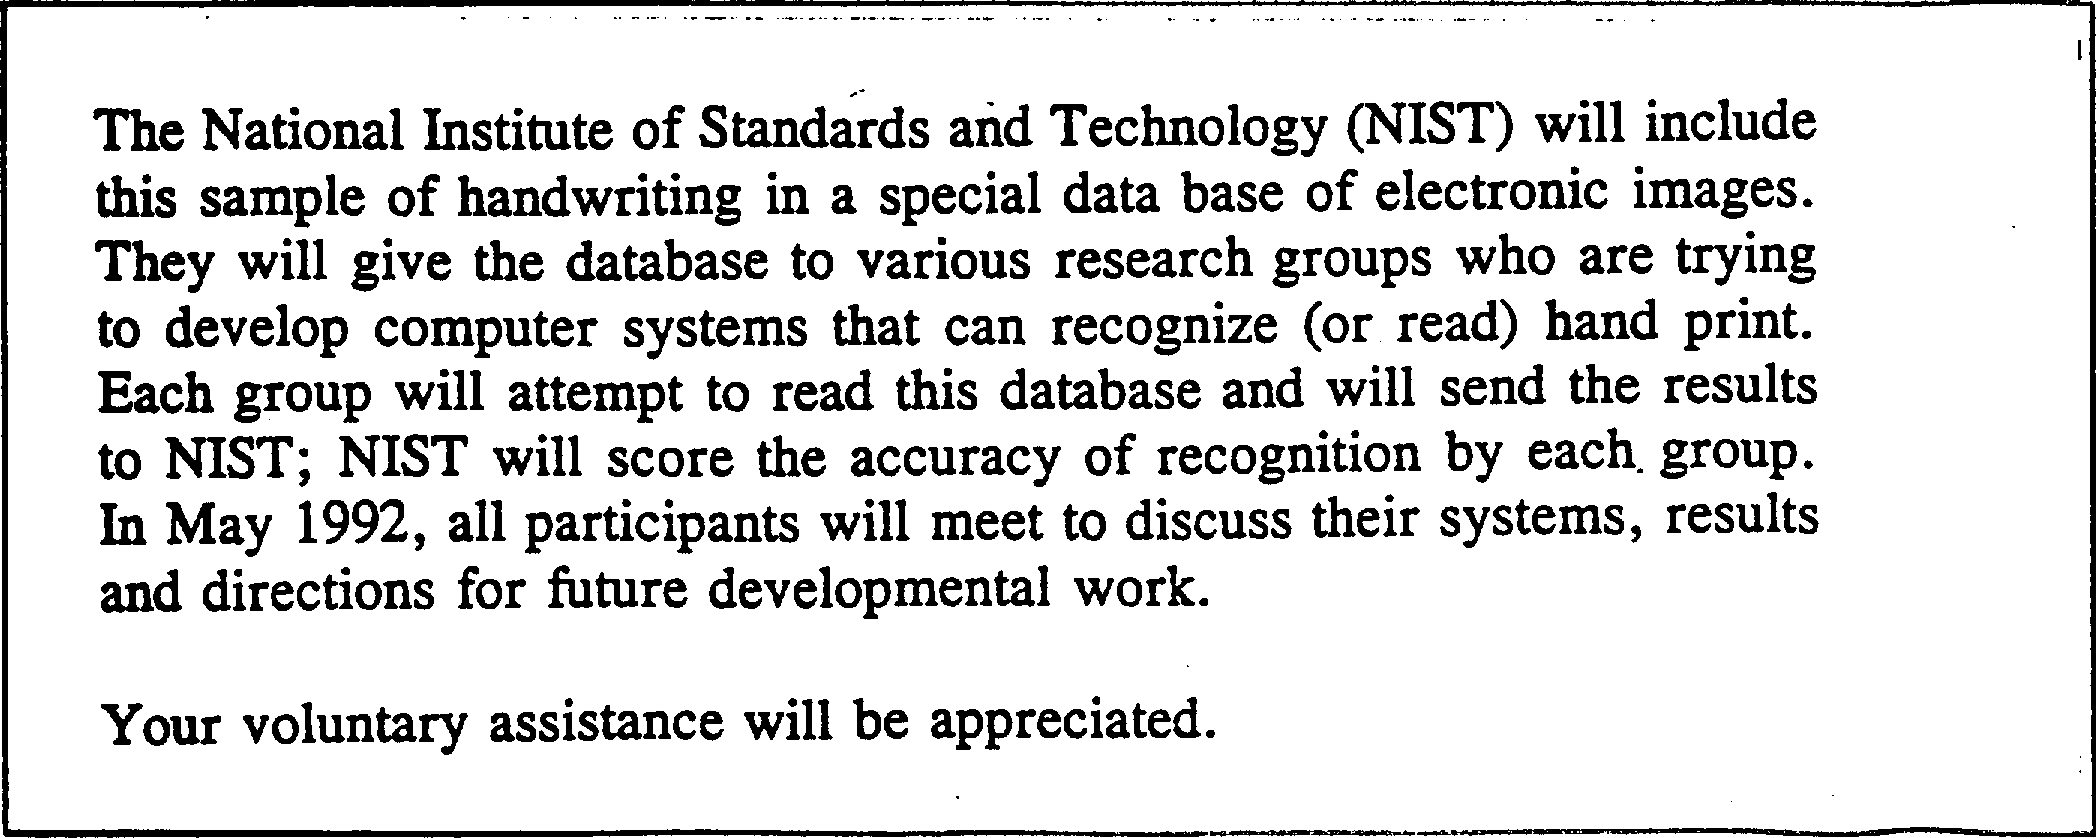 The National Institute of Standards and Technology (NIST) will include
this sample of handwriting in a special data base of electronic images.
They will give the database to various research groups who are trying
to develop computer systems that can recognize (or read) hand print.
Each group will attempt to read this database and will send the results
to NIST; NIST will score the accuracy of recognition by each group.
In May 1992, all participants will meet to discuss their systems, results
and directions for future developmental work.
Your voluntary assistance will be appreciated.